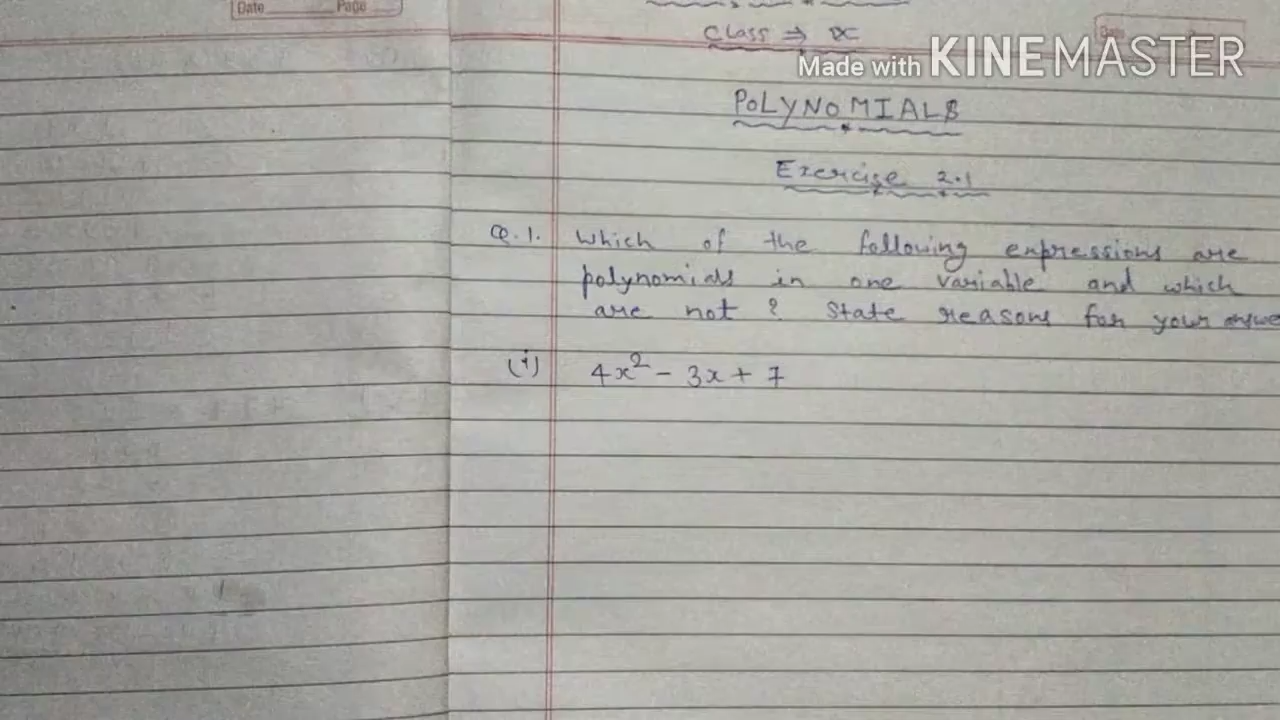 Date Page
Class ⇒ IX
Made with KINEMASTER
POLYNOMIALS
Exercise 2.1
Q.1. Which of the following expressions are
polynomials in one variable and which
are not ? State reasons for your answe
(i) 4x² - 3x + 7